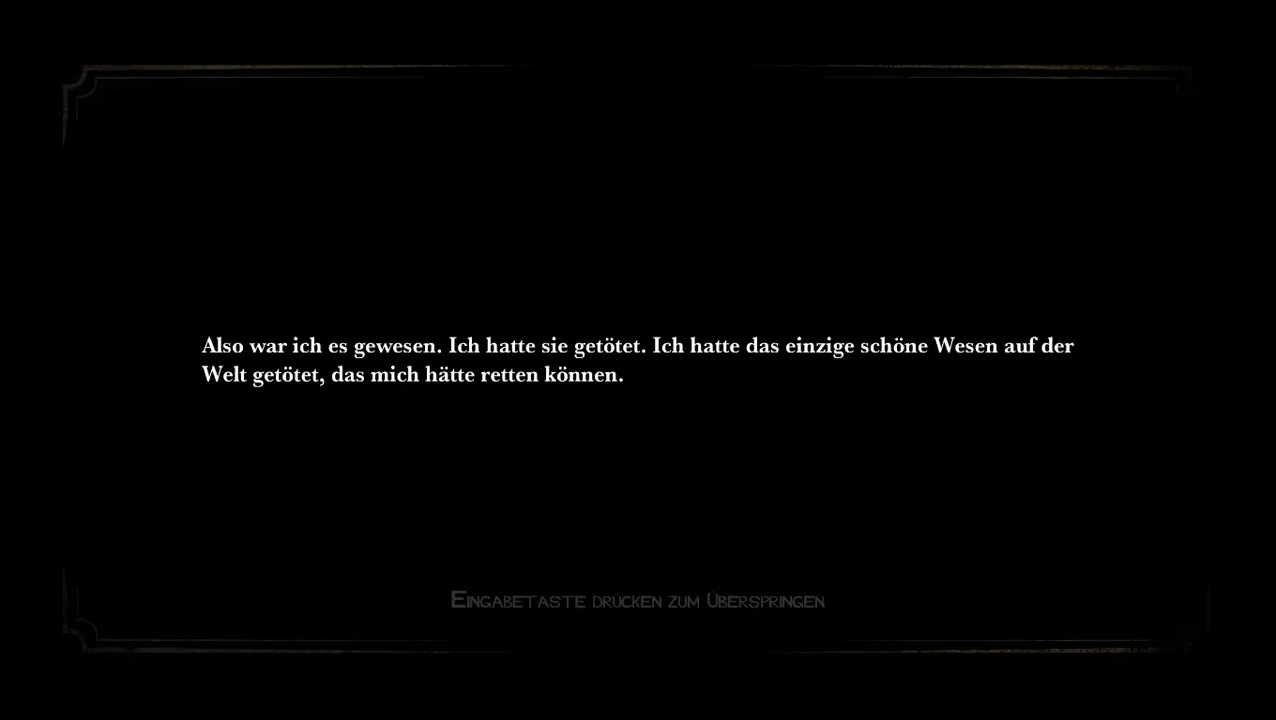 Also war ich es gewesen. Ich hatte sie getötet. Ich hatte das einzige schöne Wesen auf der
Welt getötet, das mich hätte retten können.
Eingabetaste drücken zum Überspringen